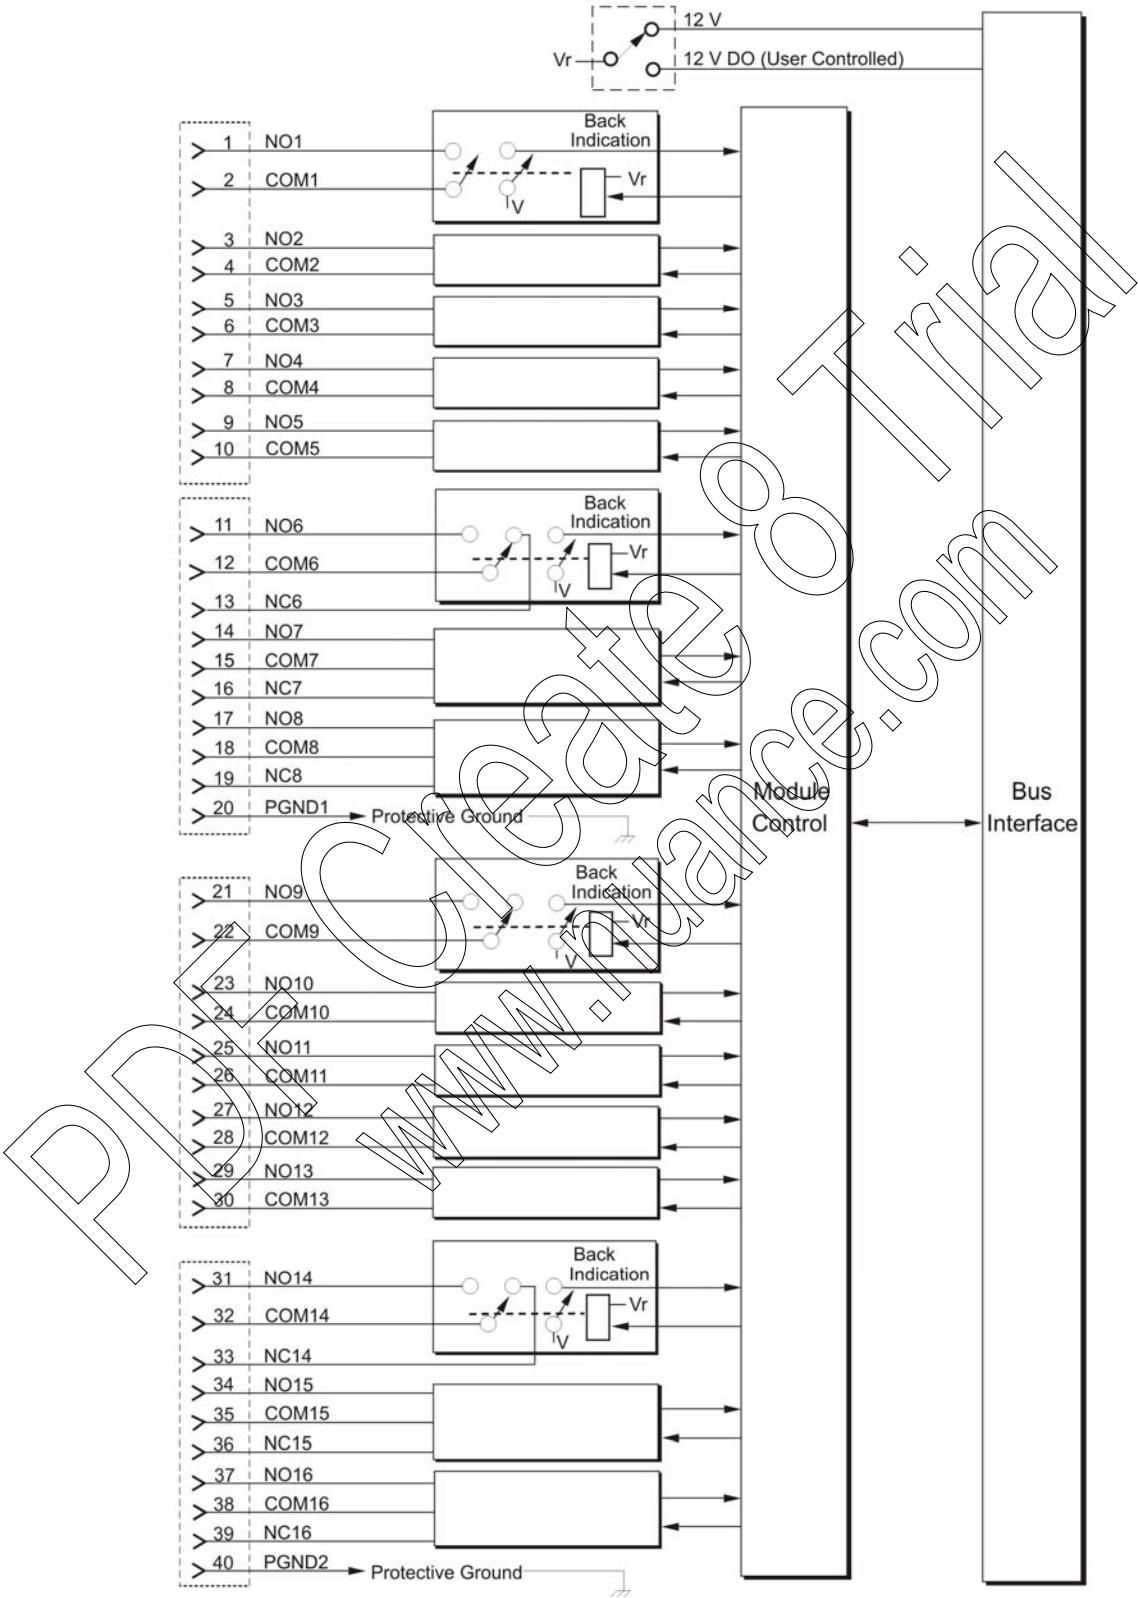 12 V
Vr
12 V DO (User Controlled)
Back
Indication
1 NO1
Vr
2 COM1
V
3 NO2
4 COM2
5 NO3
6 COM3
7 NO4
8 COM4
9 NO5
10 COM5
Back
Indication
11 NO6
Vr
12 COM6
V
13 NC6
14 NO7
15 COM7
16 NC7
17 NO8
18 COM8
19 NC8
20 PGND1
Protective Ground
Module
Control
Bus
Interface
Back
Indication
21 NO9
Vr
22 COM9
V
23 NO10
24 COM10
25 NO11
26 COM11
27 NO12
28 COM12
29 NO13
30 COM13
Back
Indication
31 NO14
Vr
32 COM14
V
33 NC14
34 NO15
35 COM15
36 NC15
37 NO16
38 COM16
39 NC16
40 PGND2
Protective Ground
PDF Create 8 Trial
www.nuance.com